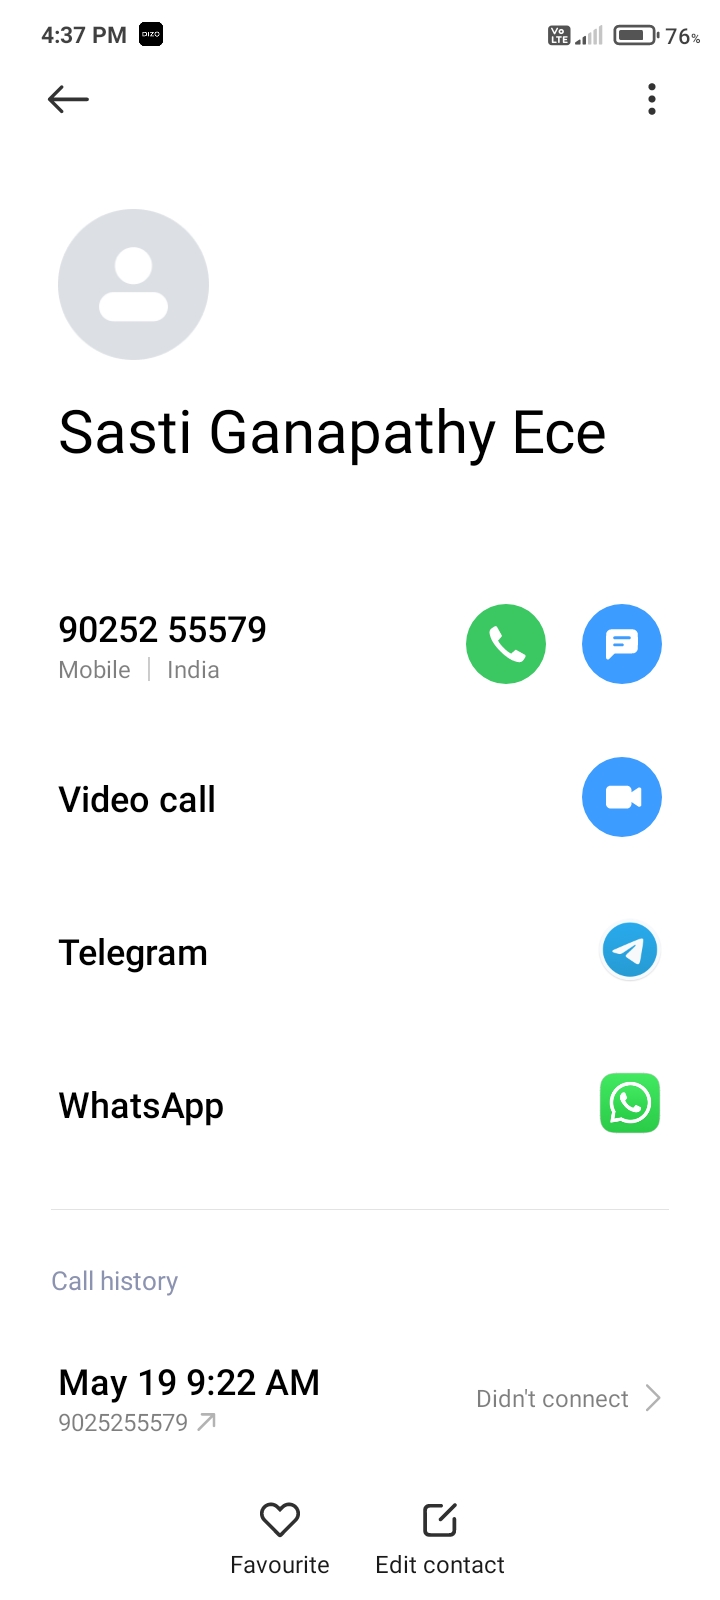 4:37 PM DIZO Vo LTE 76%
Sasti Ganapathy Ece
90252 55579
Mobile | India
Video call
Telegram
WhatsApp
Call history
May 19 9:22 AM
Didn't connect
9025255579
Favourite Edit contact